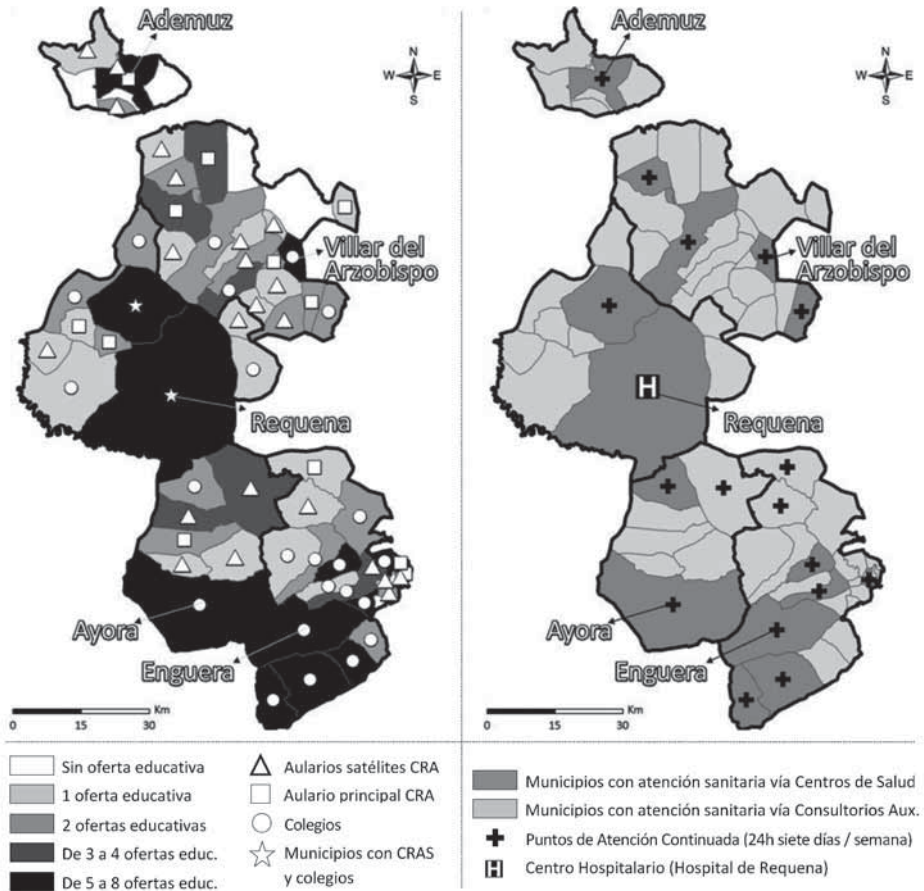 Ademuz
N
W E
S
Villar del
Arzobispo
Requena
Ayora
Enguera
Km
0 15 30
Sin oferta educativa
1 oferta educativa
2 ofertas educativas
De 3 a 4 ofertas educ.
De 5 a 8 ofertas educ.
Aularios satélites CRA
Aulario principal CRA
Colegios
Municipios con CRAS
y colegios
Ademuz
N
W E
S
Villar del
Arzobispo
H
Requena
Ayora
Enguera
Km
0 15 30
Municipios con atención sanitaria vía Centros de Salud
Municipios con atención sanitaria vía Consultorios Aux.
Puntos de Atención Continuada (24h siete días / semana)
H Centro Hospitalario (Hospital de Requena)